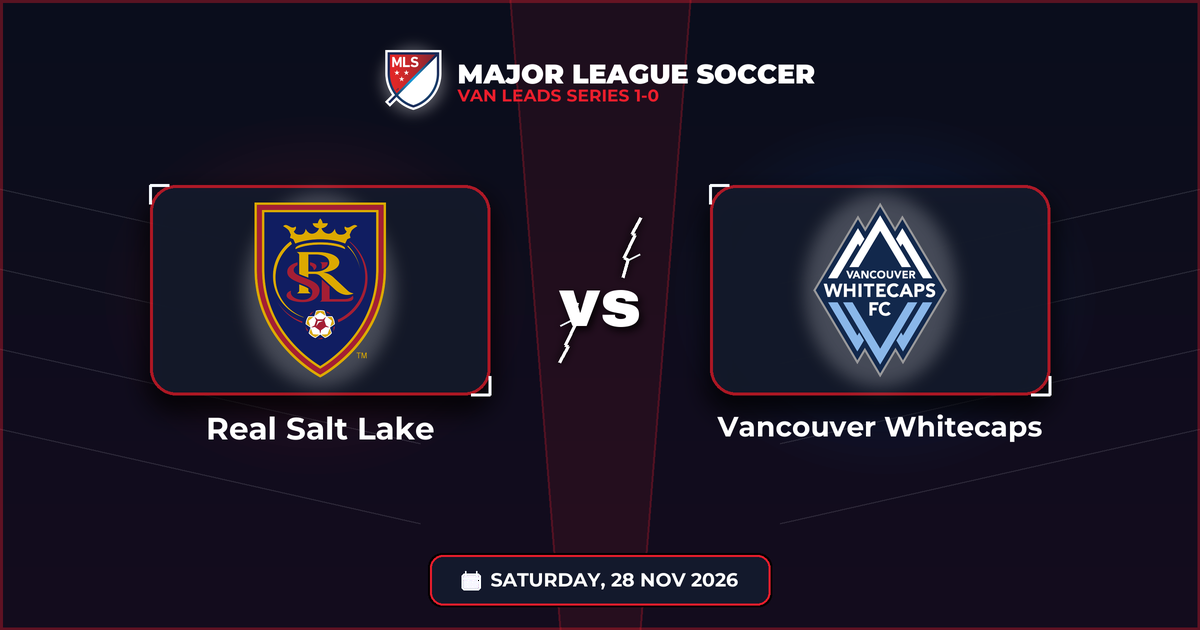 MLS
MAJOR LEAGUE SOCCER
VAN LEADS SERIES 1-0
RSL
TM
VANCOUVER
WHITECAPS
FC
VS
Real Salt Lake
Vancouver Whitecaps
SATURDAY, 28 NOV 2026